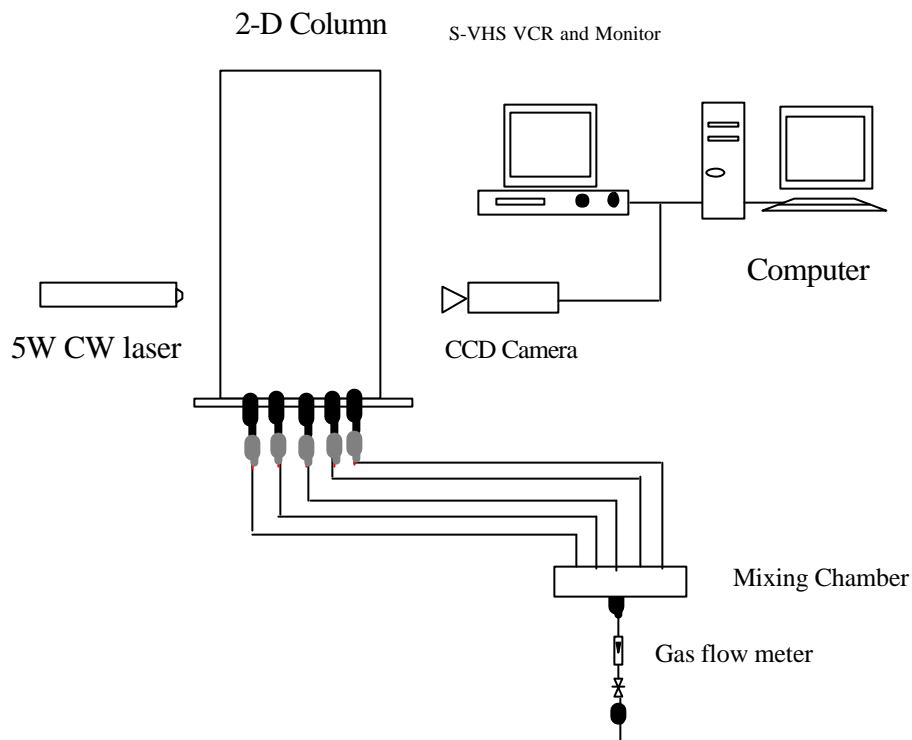 2-D Column
S-VHS VCR and Monitor
Computer
5W CW laser
CCD Camera
Mixing Chamber
Gas flow meter